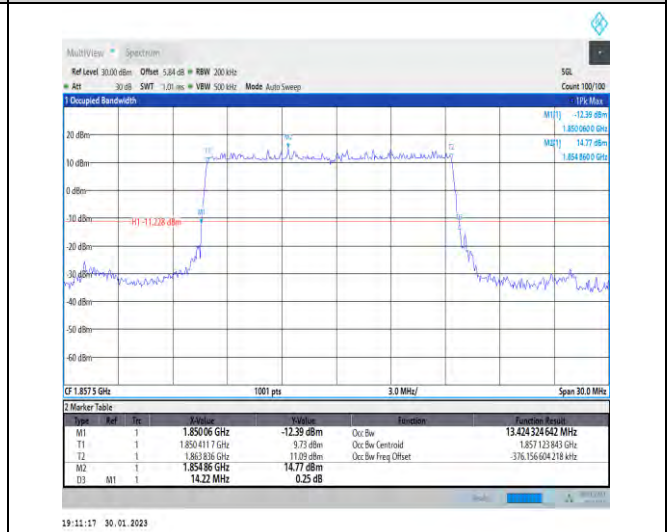 MultiView Spectrum
Ref Level 30.00 dBm Offset 5.84 dB RBW 200 kHz SGL
Att 30 dB SWT 1.01 ms VBW 500 kHz Mode Auto Sweep Count 100/100
1 Occupied Bandwidth 1Pk Max
M1[1] -12.39 dBm
1.850 060 0 GHz
20 dBm
M2[1] 14.77 dBm
1.854 860 0 GHz
T1 M2 T2
10 dBm
0 dBm
M1
-10 dBm
H1 -11.228 dBm
-20 dBm
-30 dBm
-40 dBm
-50 dBm
-60 dBm
CF 1.857 5 GHz 1001 pts 3.0 MHz/ Span 30.0 MHz
2 Marker Table
Type Ref Trc X-Value Y-Value Function Function Result
M1 1 1.850 06 GHz -12.39 dBm Occ Bw 13.424 324 642 MHz
T1 1 1.850 411 7 GHz 9.73 dBm Occ Bw Centroid 1.857 123 843 GHz
T2 1 1.863 836 GHz 11.09 dBm Occ Bw Freq Offset -376.156 604 218 kHz
M2 1 1.854 86 GHz 14.77 dBm
D3 M1 1 14.22 MHz 0.25 dB
19:11:17 30.01.2023